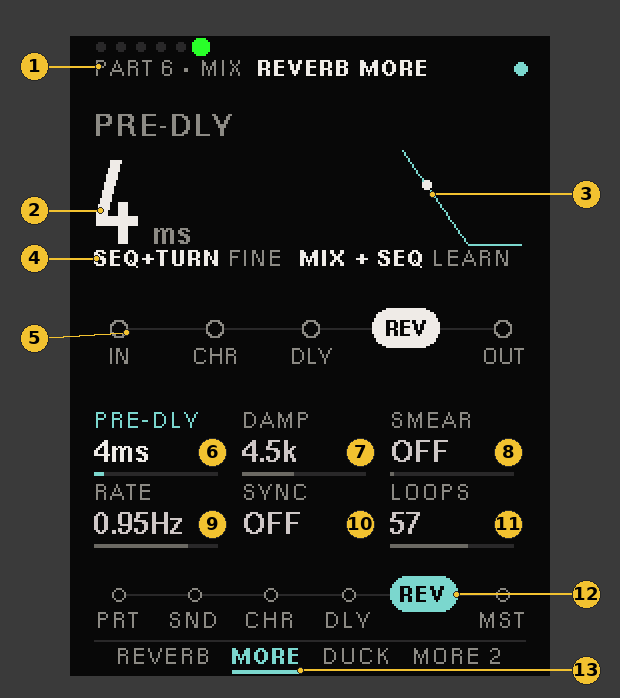 1 PART 6 · MIX REVERB MORE
PRE-DLY
2 4 ms 3
4 SEQ+TURN FINE MIX + SEQ LEARN
5 REV
IN CHR DLY OUT
PRE-DLY DAMP SMEAR
4ms 6 4.5k 7 OFF 8
RATE SYNC LOOPS
0.95Hz 9 OFF 10 57 11
REV 12
PRT SND CHR DLY MST
REVERB MORE DUCK MORE 2
13